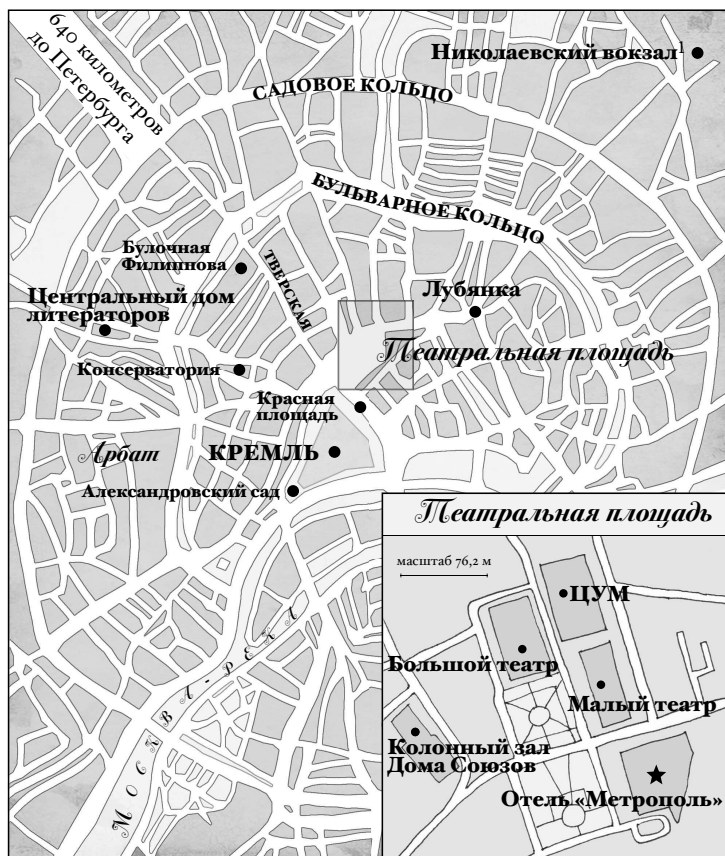 640 километров
до Петербурга
Николаевский вокзал¹
САДОВОЕ КОЛЬЦО
БУЛЬВАРНОЕ КОЛЬЦО
Булочная
Филиппова
ТВЕРСКАЯ
Лубянка
Центральный дом
литераторов
Театральная площадь
Консерватория
Красная
площадь
Арбат
КРЕМЛЬ
Александровский сад
МОСКВА-РЕКА
Театральная площадь
масштаб 76,2 м
ЦУМ
Большой театр
Малый театр
Колонный зал
Дома Союзов
Отель «Метрополь»